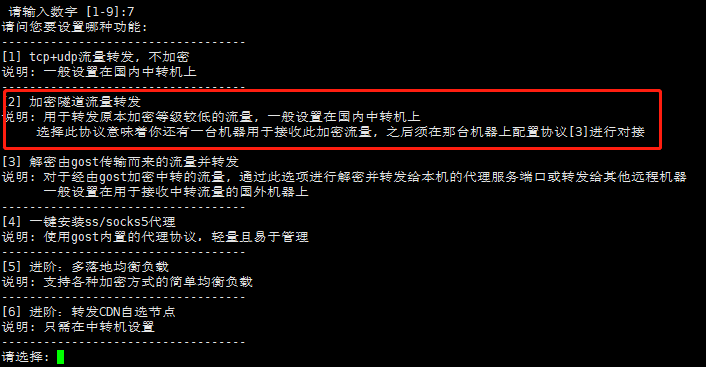 请输入数字 [1-9]:7
请问您要设置哪种功能:
-----------------------------------
[1] tcp+udp流量转发, 不加密
说明: 一般设置在国内中转机上
-----------------------------------
[2] 加密隧道流量转发
说明: 用于转发原本加密等级较低的流量, 一般设置在国内中转机上
选择此协议意味着你还有一台机器用于接收此加密流量, 之后须在那台机器上配置协议[3]进行对接
[3] 解密由gost传输而来的流量并转发
说明: 对于经由gost加密中转的流量, 通过此选项进行解密并转发给本机的代理服务端口或转发给其他远程机器
一般设置在用于接收中转流量的国外机器上
-----------------------------------
[4] 一键安装ss/socks5代理
说明: 使用gost内置的代理协议, 轻量且易于管理
-----------------------------------
[5] 进阶: 多落地均衡负载
说明: 支持各种加密方式的简单均衡负载
-----------------------------------
[6] 进阶: 转发CDN自选节点
说明: 只需在中转机设置
-----------------------------------
请选择: